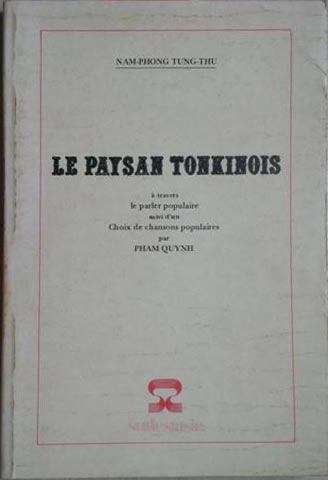 NAM-PHONG TUNG-THU
LE PAYSAN TONKINOIS
à travers
le parler populaire
suivi d'un
Choix de chansons populaires
par
PHAM QUYNH
sudestasie